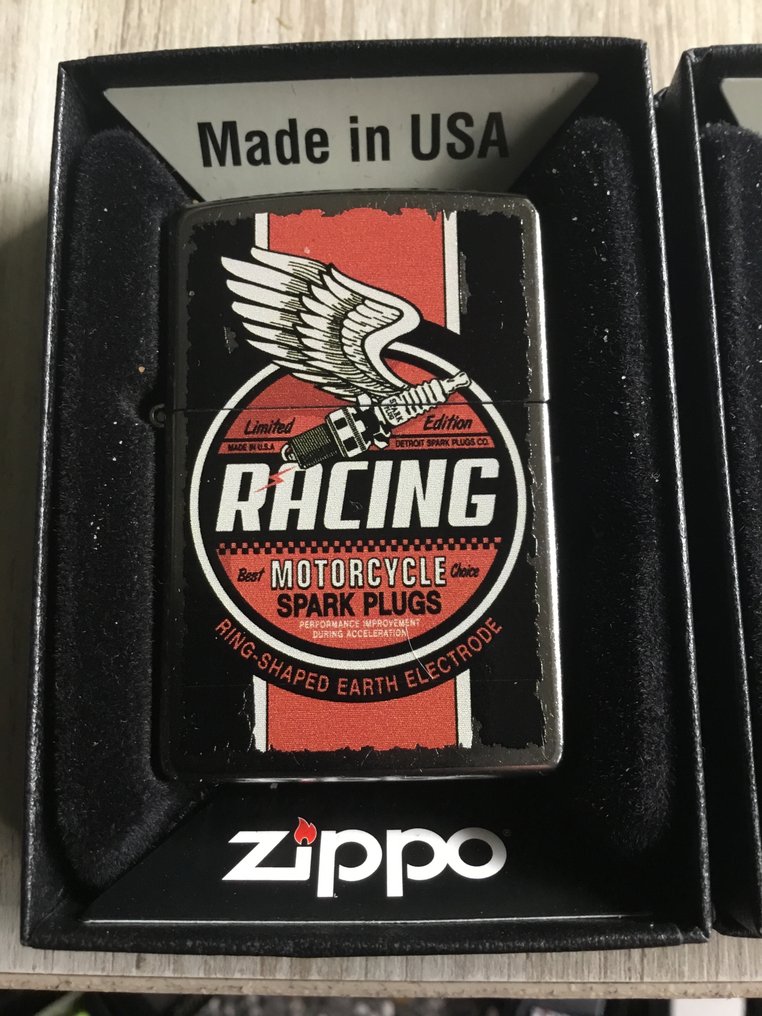 Made in USA
Limited Edition
MADE IN U.S.A DETROIT SPARK PLUGS CO.
RACING
Best MOTORCYCLE Choice
SPARK PLUGS
PERFORMANCE IMPROVEMENT
DURING ACCELERATION
RING-SHAPED EARTH ELECTRODE
zippo